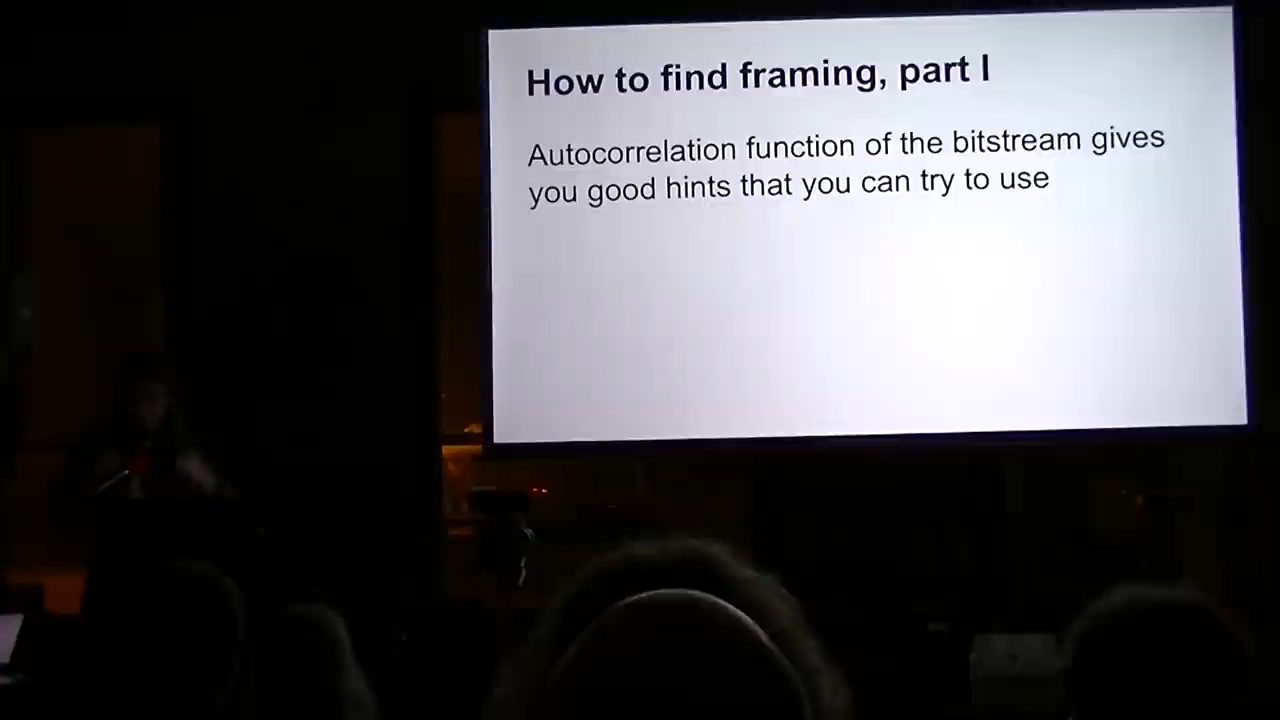 How to find framing, part I
Autocorrelation function of the bitstream gives
you good hints that you can try to use